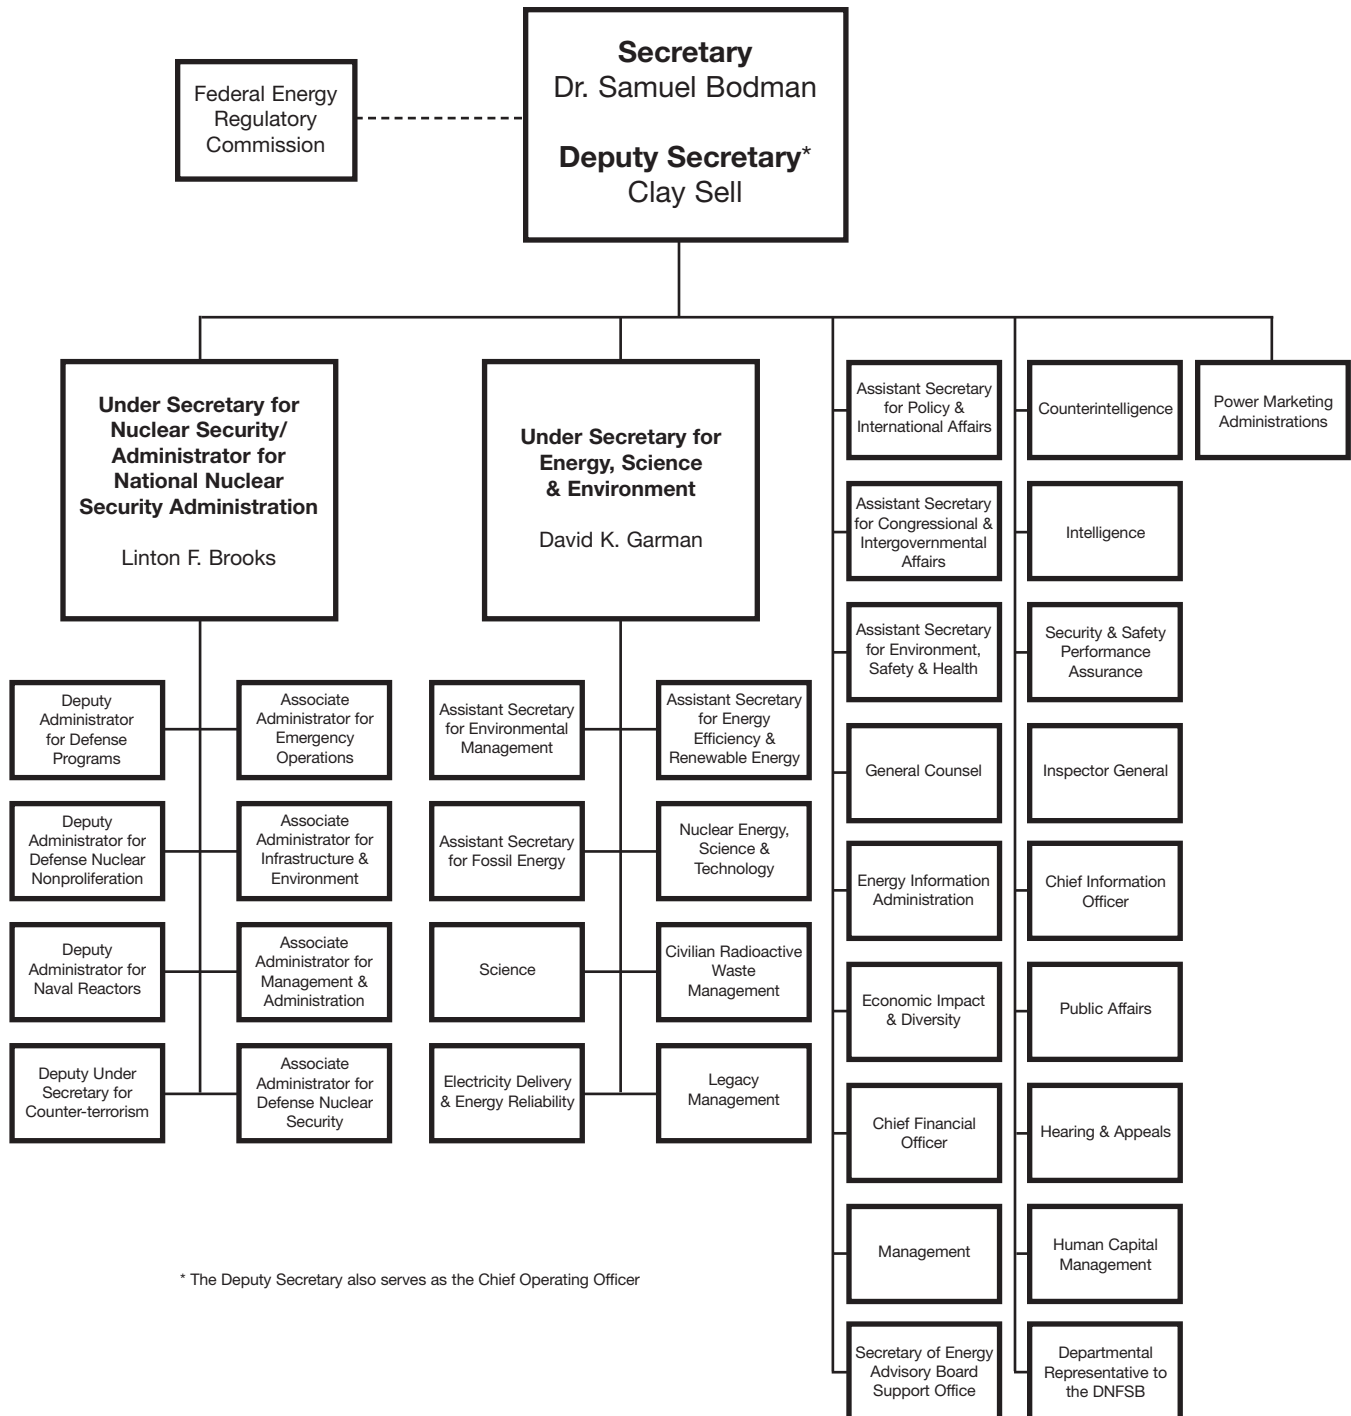 Secretary
Dr. Samuel Bodman
Deputy Secretary*
Clay Sell
Federal Energy
Regulatory
Commission
Under Secretary for
Nuclear Security/
Administrator for
National Nuclear
Security Administration
Linton F. Brooks
Under Secretary for
Energy, Science
& Environment
David K. Garman
Deputy
Administrator
for Defense
Programs
Associate
Administrator for
Emergency
Operations
Deputy
Administrator for
Defense Nuclear
Nonproliferation
Associate
Administrator for
Infrastructure &
Environment
Deputy
Administrator for
Naval Reactors
Associate
Administrator for
Management &
Administration
Deputy Under
Secretary for
Counter-terrorism
Associate
Administrator for
Defense Nuclear
Security
Assistant Secretary
for Environmental
Management
Assistant Secretary
for Energy
Efficiency &
Renewable Energy
Assistant Secretary
for Fossil Energy
Nuclear Energy,
Science &
Technology
Science
Civilian Radioactive
Waste
Management
Electricity Delivery
& Energy Reliability
Legacy
Management
Assistant Secretary
for Policy &
International Affairs
Assistant Secretary
for Congressional &
Intergovernmental
Affairs
Assistant Secretary
for Environment,
Safety & Health
General Counsel
Energy Information
Administration
Economic Impact
& Diversity
Chief Financial
Officer
Management
Secretary of Energy
Advisory Board
Support Office
Counterintelligence
Intelligence
Security & Safety
Performance
Assurance
Inspector General
Chief Information
Officer
Public Affairs
Hearing & Appeals
Human Capital
Management
Departmental
Representative to
the DNFSB
Power Marketing
Administrations
* The Deputy Secretary also serves as the Chief Operating Officer